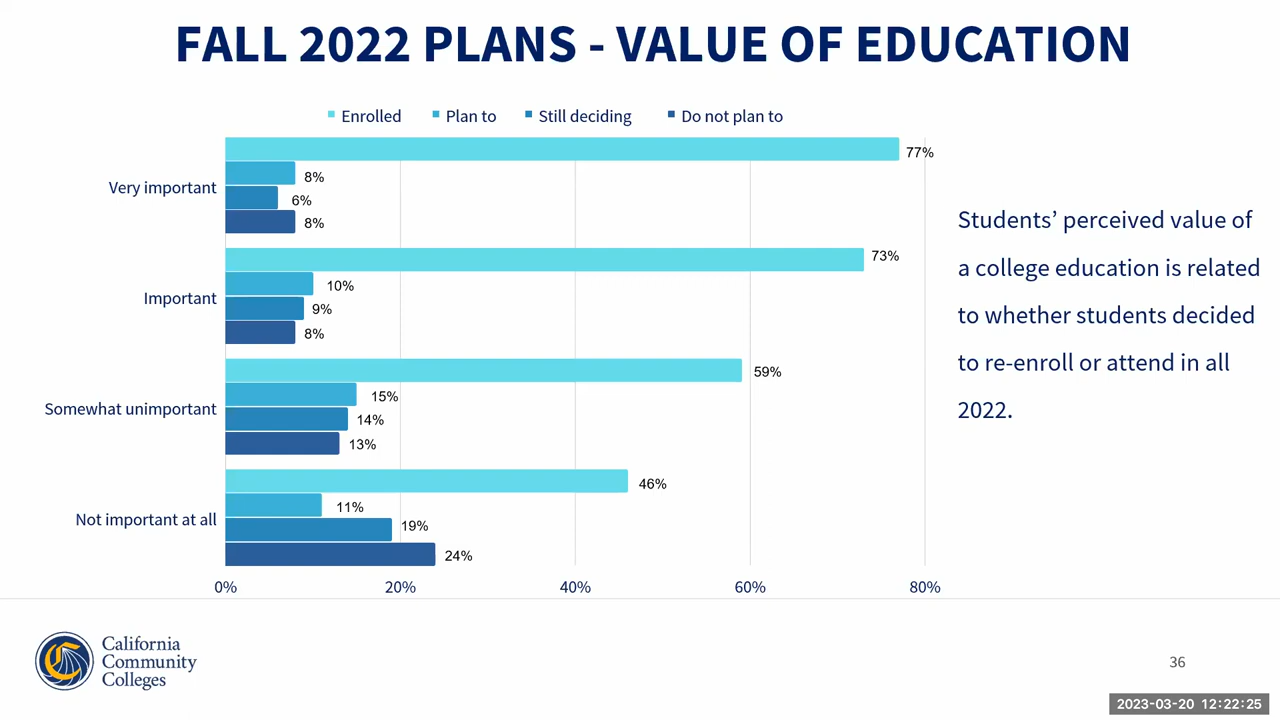 FALL 2022 PLANS - VALUE OF EDUCATION
Enrolled Plan to Still deciding Do not plan to
Very important
77%
8%
6%
8%
Important
73%
10%
9%
8%
Somewhat unimportant
59%
15%
14%
13%
Not important at all
46%
11%
19%
24%
0% 20% 40% 60% 80%
Students’ perceived value of
a college education is related
to whether students decided
to re-enroll or attend in all
2022.
California
Community
Colleges
36
2023-03-20 12:22:25